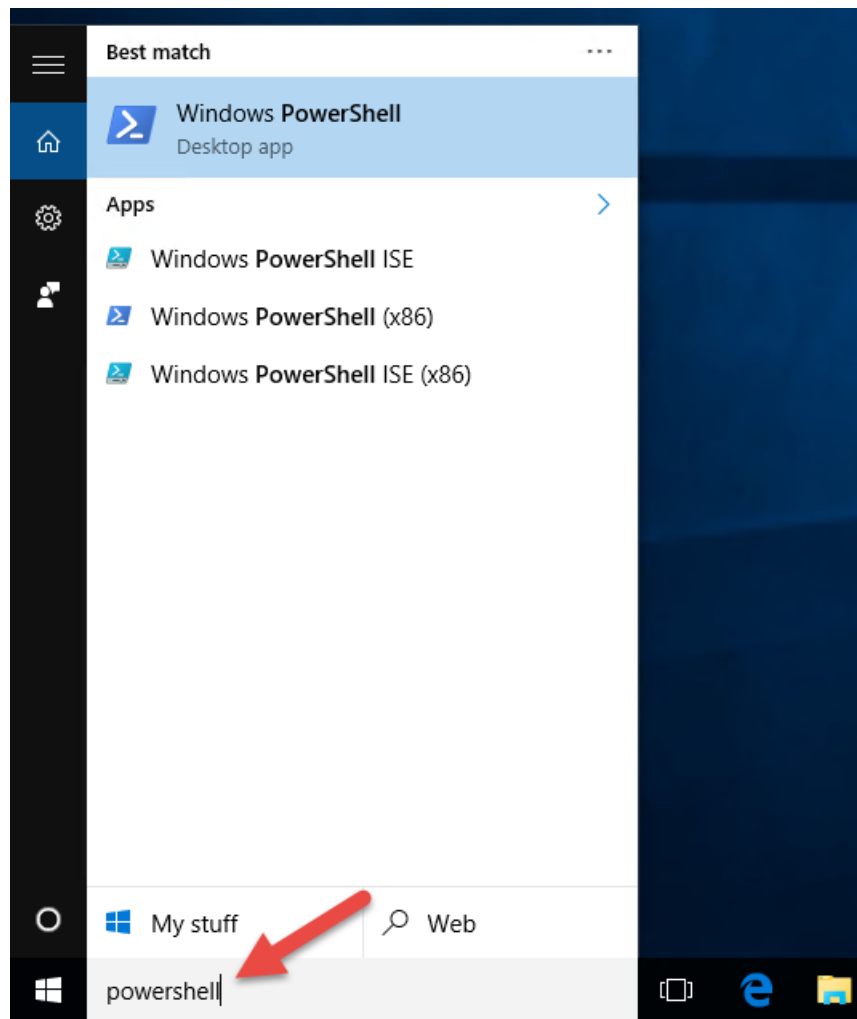 Best match
Windows PowerShell
Desktop app
Apps
Windows PowerShell ISE
Windows PowerShell (x86)
Windows PowerShell ISE (x86)
My stuff
Web
powershell